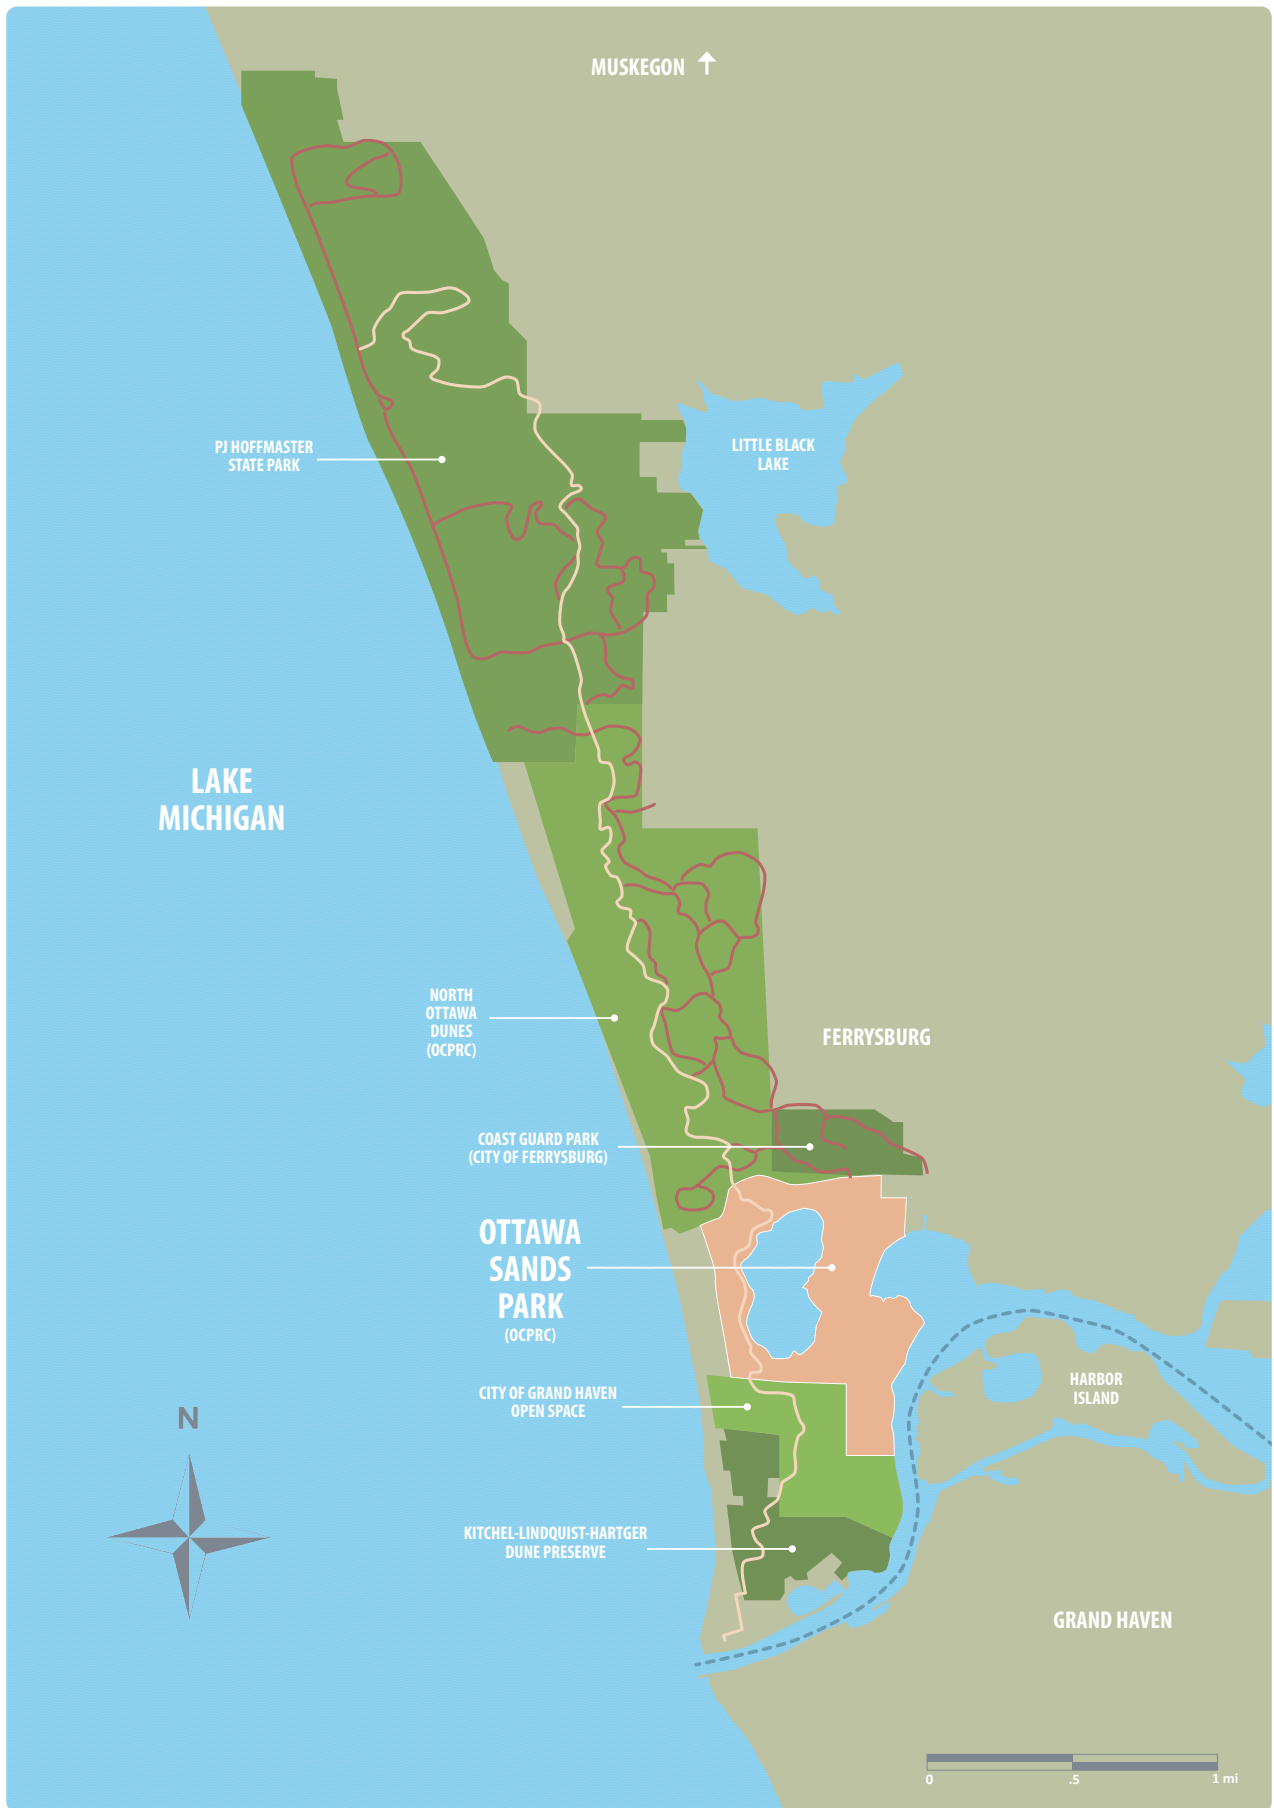 MUSKEGON
PJ HOFFMASTER
STATE PARK
LITTLE BLACK
LAKE
LAKE
MICHIGAN
NORTH
OTTAWA
DUNES
(OCPRC)
FERRYSBURG
COAST GUARD PARK
(CITY OF FERRYSBURG)
OTTAWA
SANDS
PARK
(OCPRC)
HARBOR
ISLAND
CITY OF GRAND HAVEN
OPEN SPACE
N
KITCHEL-LINDQUIST-HARTGER
DUNE PRESERVE
GRAND HAVEN
0 .5 1 mi